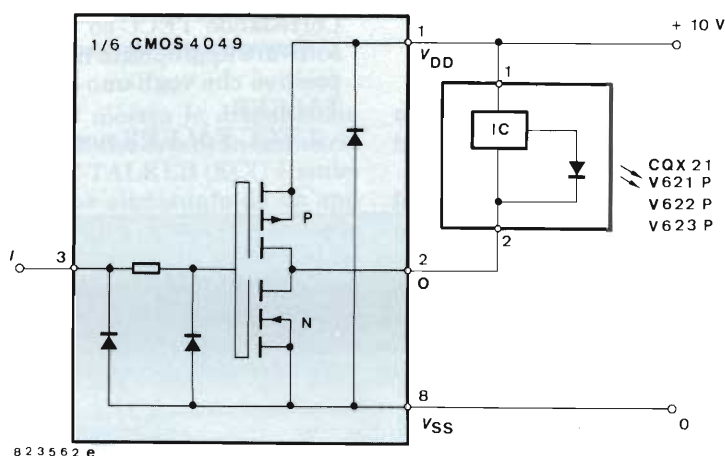 1/6 CMOS 4049
1
V_DD
+ 10 V
1
IC
CQX 21
V621 P
V622 P
V623 P
2
P
I
3
2
O
N
8
V_SS
0
823562 e